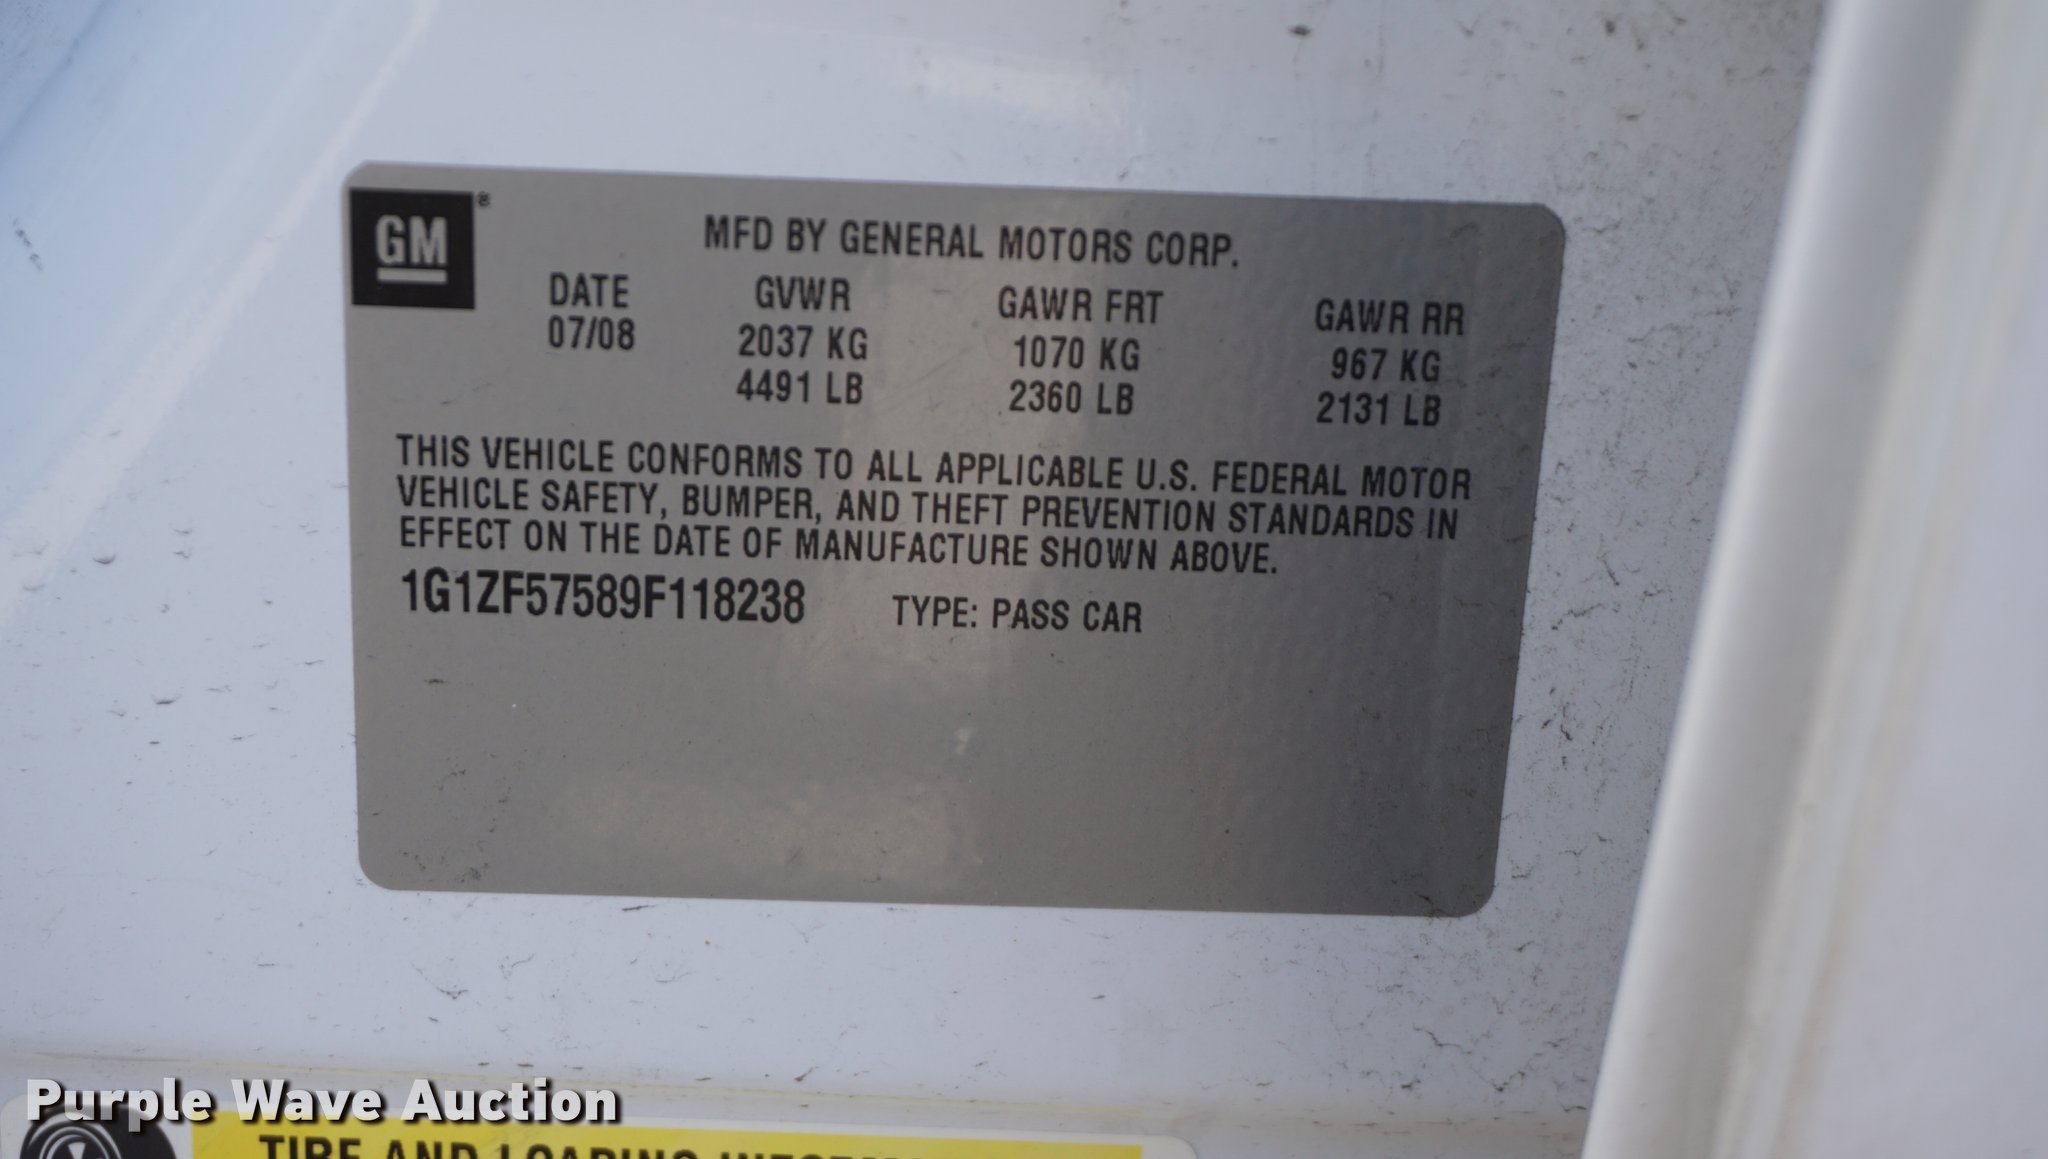 GM®
MFD BY GENERAL MOTORS CORP.
DATE GVWR GAWR FRT GAWR RR
07/08 2037 KG 1070 KG 967 KG
4491 LB 2360 LB 2131 LB
THIS VEHICLE CONFORMS TO ALL APPLICABLE U.S. FEDERAL MOTOR
VEHICLE SAFETY, BUMPER, AND THEFT PREVENTION STANDARDS IN
EFFECT ON THE DATE OF MANUFACTURE SHOWN ABOVE.
1G1ZF57589F118238 TYPE: PASS CAR
Purple Wave Auction
TIRE AND LOADING